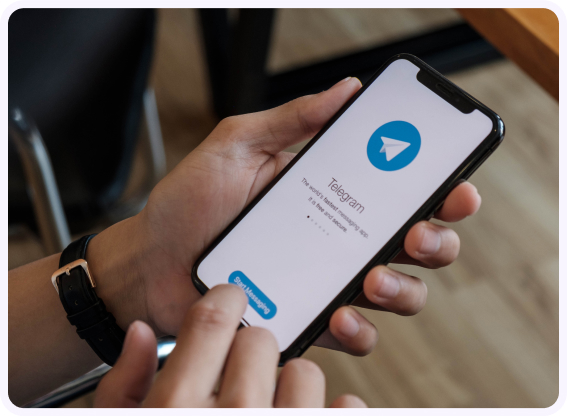 Telegram
The world's fastest messaging app.
It is free and secure.
Start Messaging